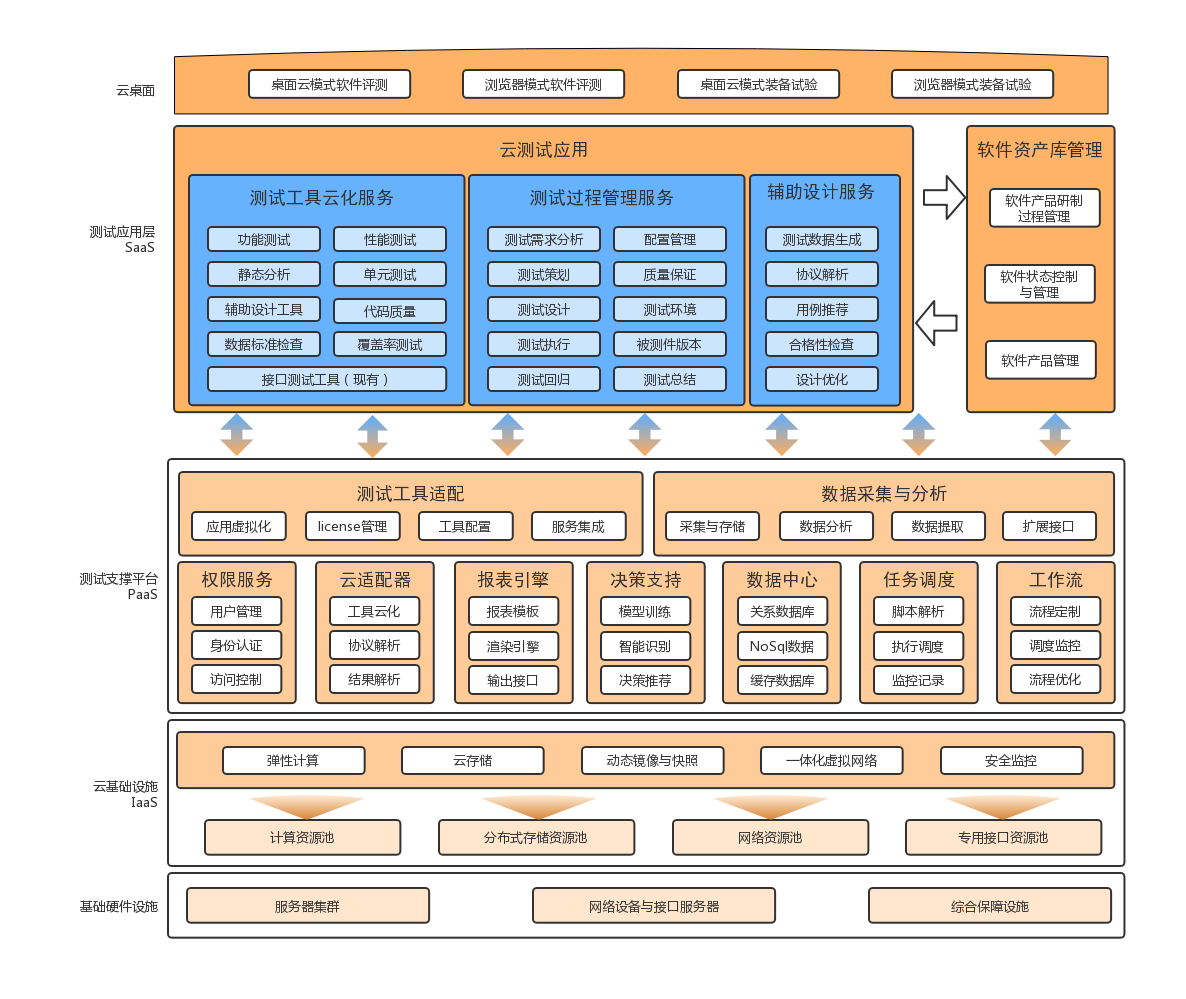 云桌面
桌面云模式软件评测
浏览器模式软件评测
桌面云模式装备试验
浏览器模式装备试验
测试应用层
SaaS
云测试应用
测试工具云化服务
功能测试
性能测试
静态分析
单元测试
辅助设计工具
代码质量
数据标准检查
覆盖率测试
接口测试工具（现有）
测试过程管理服务
测试需求分析
配置管理
测试策划
质量保证
测试设计
测试环境
测试执行
被测件版本
测试回归
测试总结
辅助设计服务
测试数据生成
协议解析
用例推荐
合格性检查
设计优化
软件资产库管理
软件产品研制
过程管理
软件状态控制
与管理
软件产品管理
测试支撑平台
PaaS
测试工具适配
应用虚拟化
license管理
工具配置
服务集成
数据采集与分析
采集与存储
数据分析
数据提取
扩展接口
权限服务
用户管理
身份认证
访问控制
云适配器
工具云化
协议解析
结果解析
报表引擎
报表模板
渲染引擎
输出接口
决策支持
模型训练
智能识别
决策推荐
数据中心
关系数据库
NoSql数据
缓存数据库
任务调度
脚本解析
执行调度
监控记录
工作流
流程定制
调度监控
流程优化
云基础设施
IaaS
弹性计算
云存储
动态镜像与快照
一体化虚拟网络
安全监控
计算资源池
分布式存储资源池
网络资源池
专用接口资源池
基础硬件设施
服务器集群
网络设备与接口服务器
综合保障设施